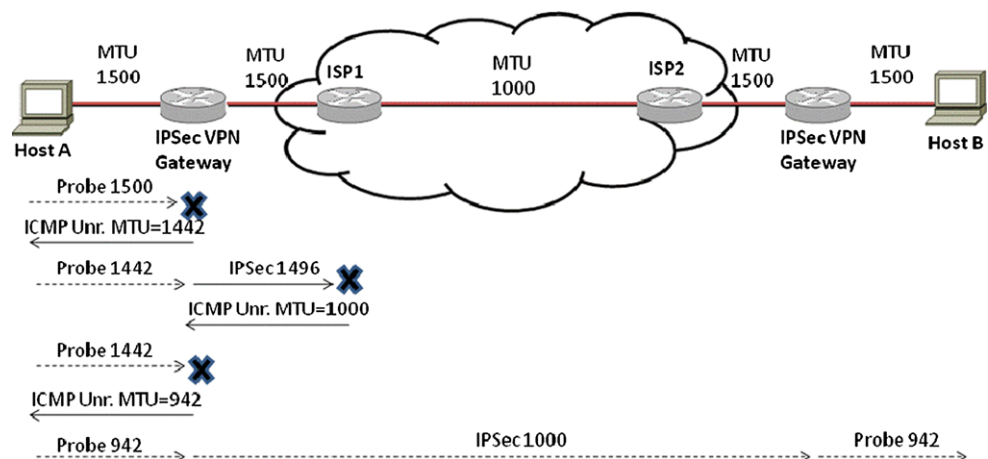 MTU
1500
MTU
1500
ISP1
MTU
1000
ISP2
MTU
1500
MTU
1500
Host A
IPSec VPN
Gateway
IPSec VPN
Gateway
Host B
Probe 1500
ICMP Unr. MTU=1442
Probe 1442
IPSec 1496
ICMP Unr. MTU=1000
Probe 1442
ICMP Unr. MTU=942
Probe 942
IPSec 1000
Probe 942